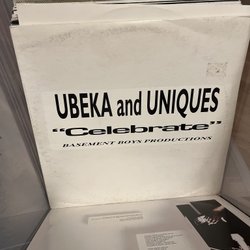 UBEKA and UNIQUES
"Celebrate"
BASEMENT BOYS PRODUCTIONS